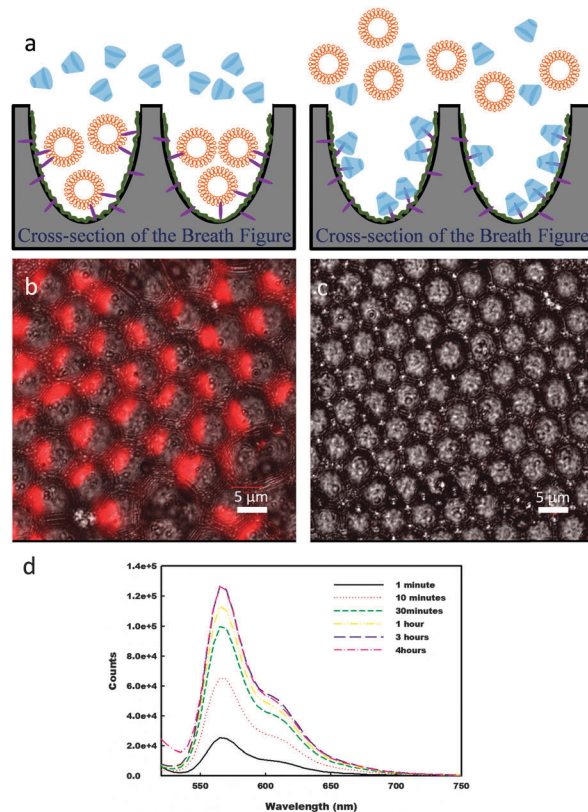 a
Cross-section of the Breath Figure
Cross-section of the Breath Figure
b
5 μm
c
5 μm
d
1.4e+5
1.2e+5
1.0e+5
8.0e+4
6.0e+4
4.0e+4
2.0e+4
0.0
Counts
1 minute
10 minutes
30minutes
1 hour
3 hours
4hours
550
600
650
700
750
Wavelength (nm)